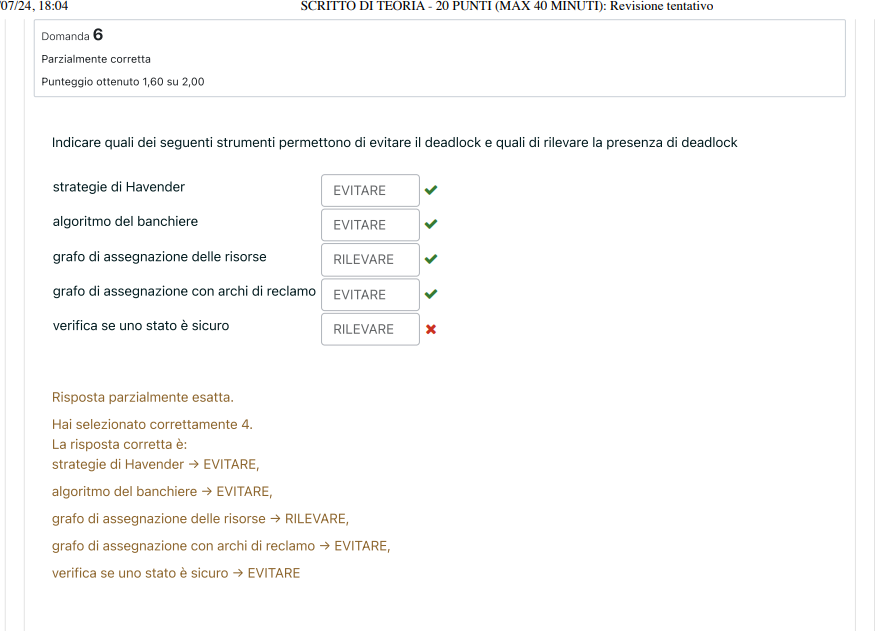 07/24, 18:04 SCRITTO DI TEORIA - 20 PUNTI (MAX 40 MINUTI): Revisione tentativo
Domanda 6
Parzialmente corretta
Punteggio ottenuto 1,60 su 2,00
Indicare quali dei seguenti strumenti permettono di evitare il deadlock e quali di rilevare la presenza di deadlock
strategie di Havender EVITARE
algoritmo del banchiere EVITARE
grafo di assegnazione delle risorse RILEVARE
grafo di assegnazione con archi di reclamo EVITARE
verifica se uno stato è sicuro RILEVARE
Risposta parzialmente esatta.
Hai selezionato correttamente 4.
La risposta corretta è:
strategie di Havender → EVITARE,
algoritmo del banchiere → EVITARE,
grafo di assegnazione delle risorse → RILEVARE,
grafo di assegnazione con archi di reclamo → EVITARE,
verifica se uno stato è sicuro → EVITARE